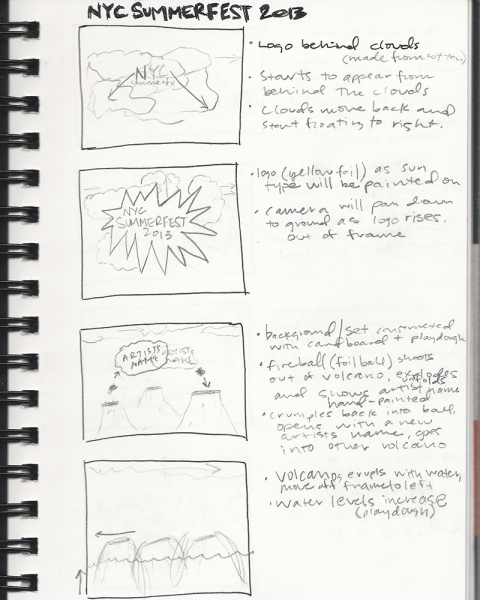 NYC SUMMERFEST 2013
NYC
Summerfest
• Logo behind clouds
(made from cotton)
• Starts to appear from
behind the clouds
• Clouds move back and
start floating to right.
NYC
SUMMERFEST
2013
• logo (yellow foil) as sun
type will be painted on
• camera will pan down
to ground as logo rises.
out of frame
ARTISTS
NAME
ARTISTS
NAME
• background/set constructed
with cardboard + playdough
• fireball (foil ball) shoots
out of volcano, explodes
unfolds
and shows artist name
hand-painted
• crumples back into ball,
opens with a new
artists name, goes
into other volcano
• Volcanos erupts with water,
move off frame to left
• Water levels increase
(playdough)